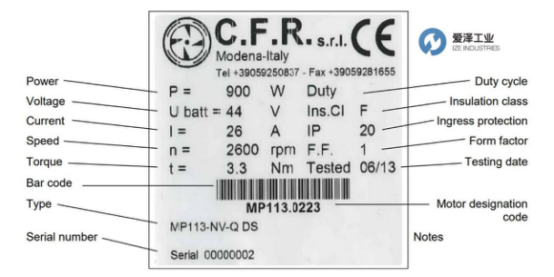 C.F.R. s.r.l. CE
Modena-Italy
Tel +39059250837 - Fax +39059281655
爱泽工业
IZE INDUSTRIES
Power
P = 900 W Duty
Duty cycle
Voltage
U batt = 44 V Ins.Cl F
Insulation class
Current
I = 26 A IP 20
Ingress protection
Speed
n = 2600 rpm F.F. 1
Form factor
Torque
t = 3.3 Nm Tested 06/13
Testing date
Bar code
MP113.0223
Motor designation
code
Type
MP113-NV-Q DS
Serial number
Serial 00000002
Notes